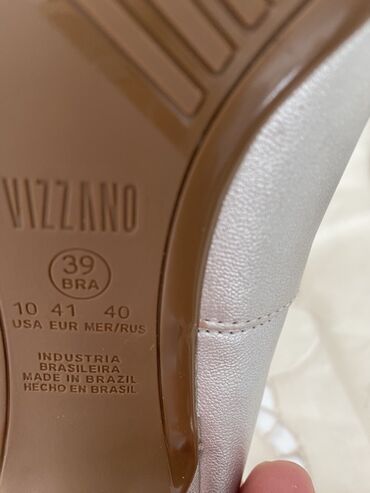 VIZZANO
39
BRA
10 41 40
USA EUR MER/RUS
INDUSTRIA
BRASILEIRA
MADE IN BRAZIL
HECHO EN BRASIL